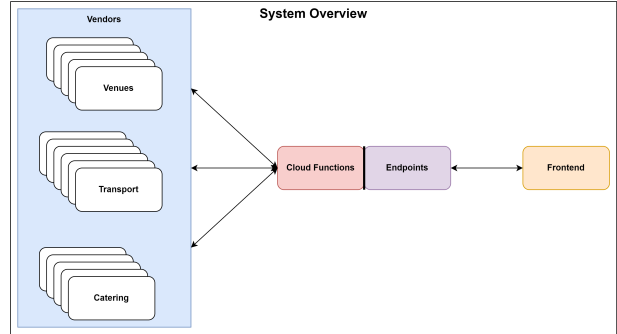 System Overview
Vendors
Venues
Transport
Catering
Cloud Functions
Endpoints
Frontend